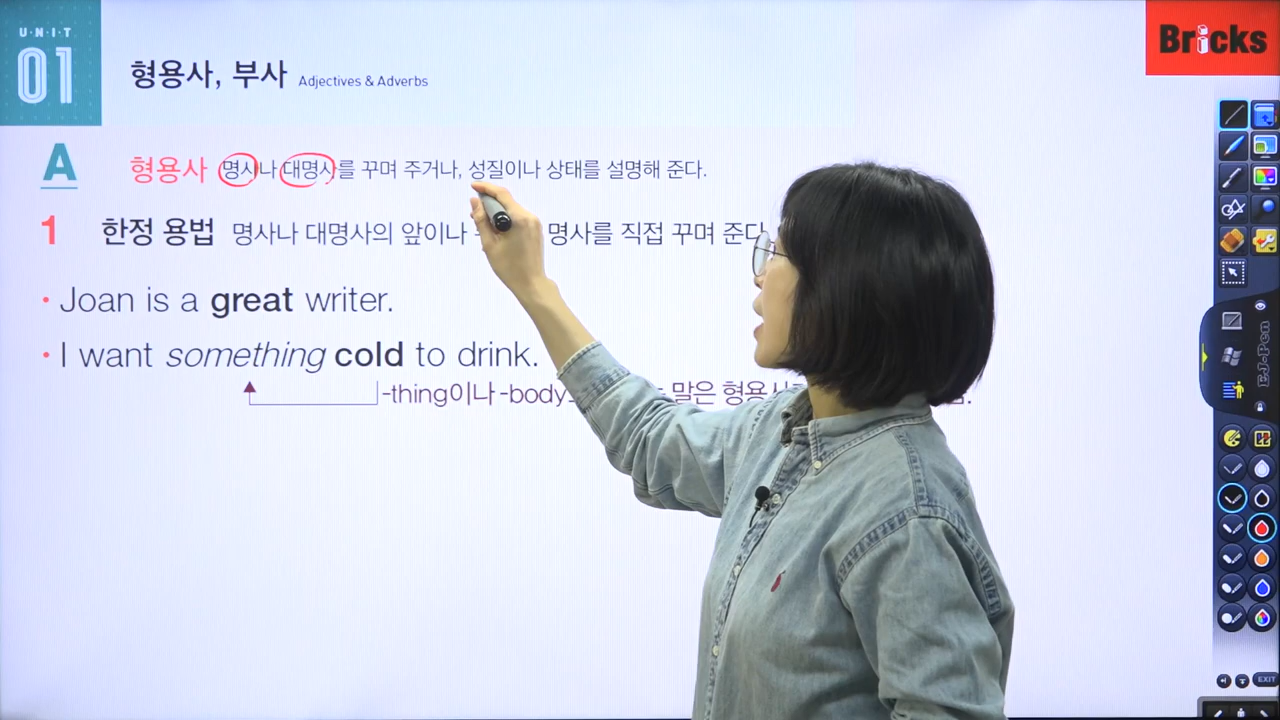 U·N·I·T
01
형용사, 부사 Adjectives & Adverbs
Bricks
A 형용사 명사나 대명사를 꾸며 주거나, 성질이나 상태를 설명해 준다.
1 한정 용법 명사나 대명사의 앞이나 명사를 직접 꾸며 준다
• Joan is a great writer.
• I want something cold to drink.
-thing이나 -body 말은
E.J-Pen
EXIT